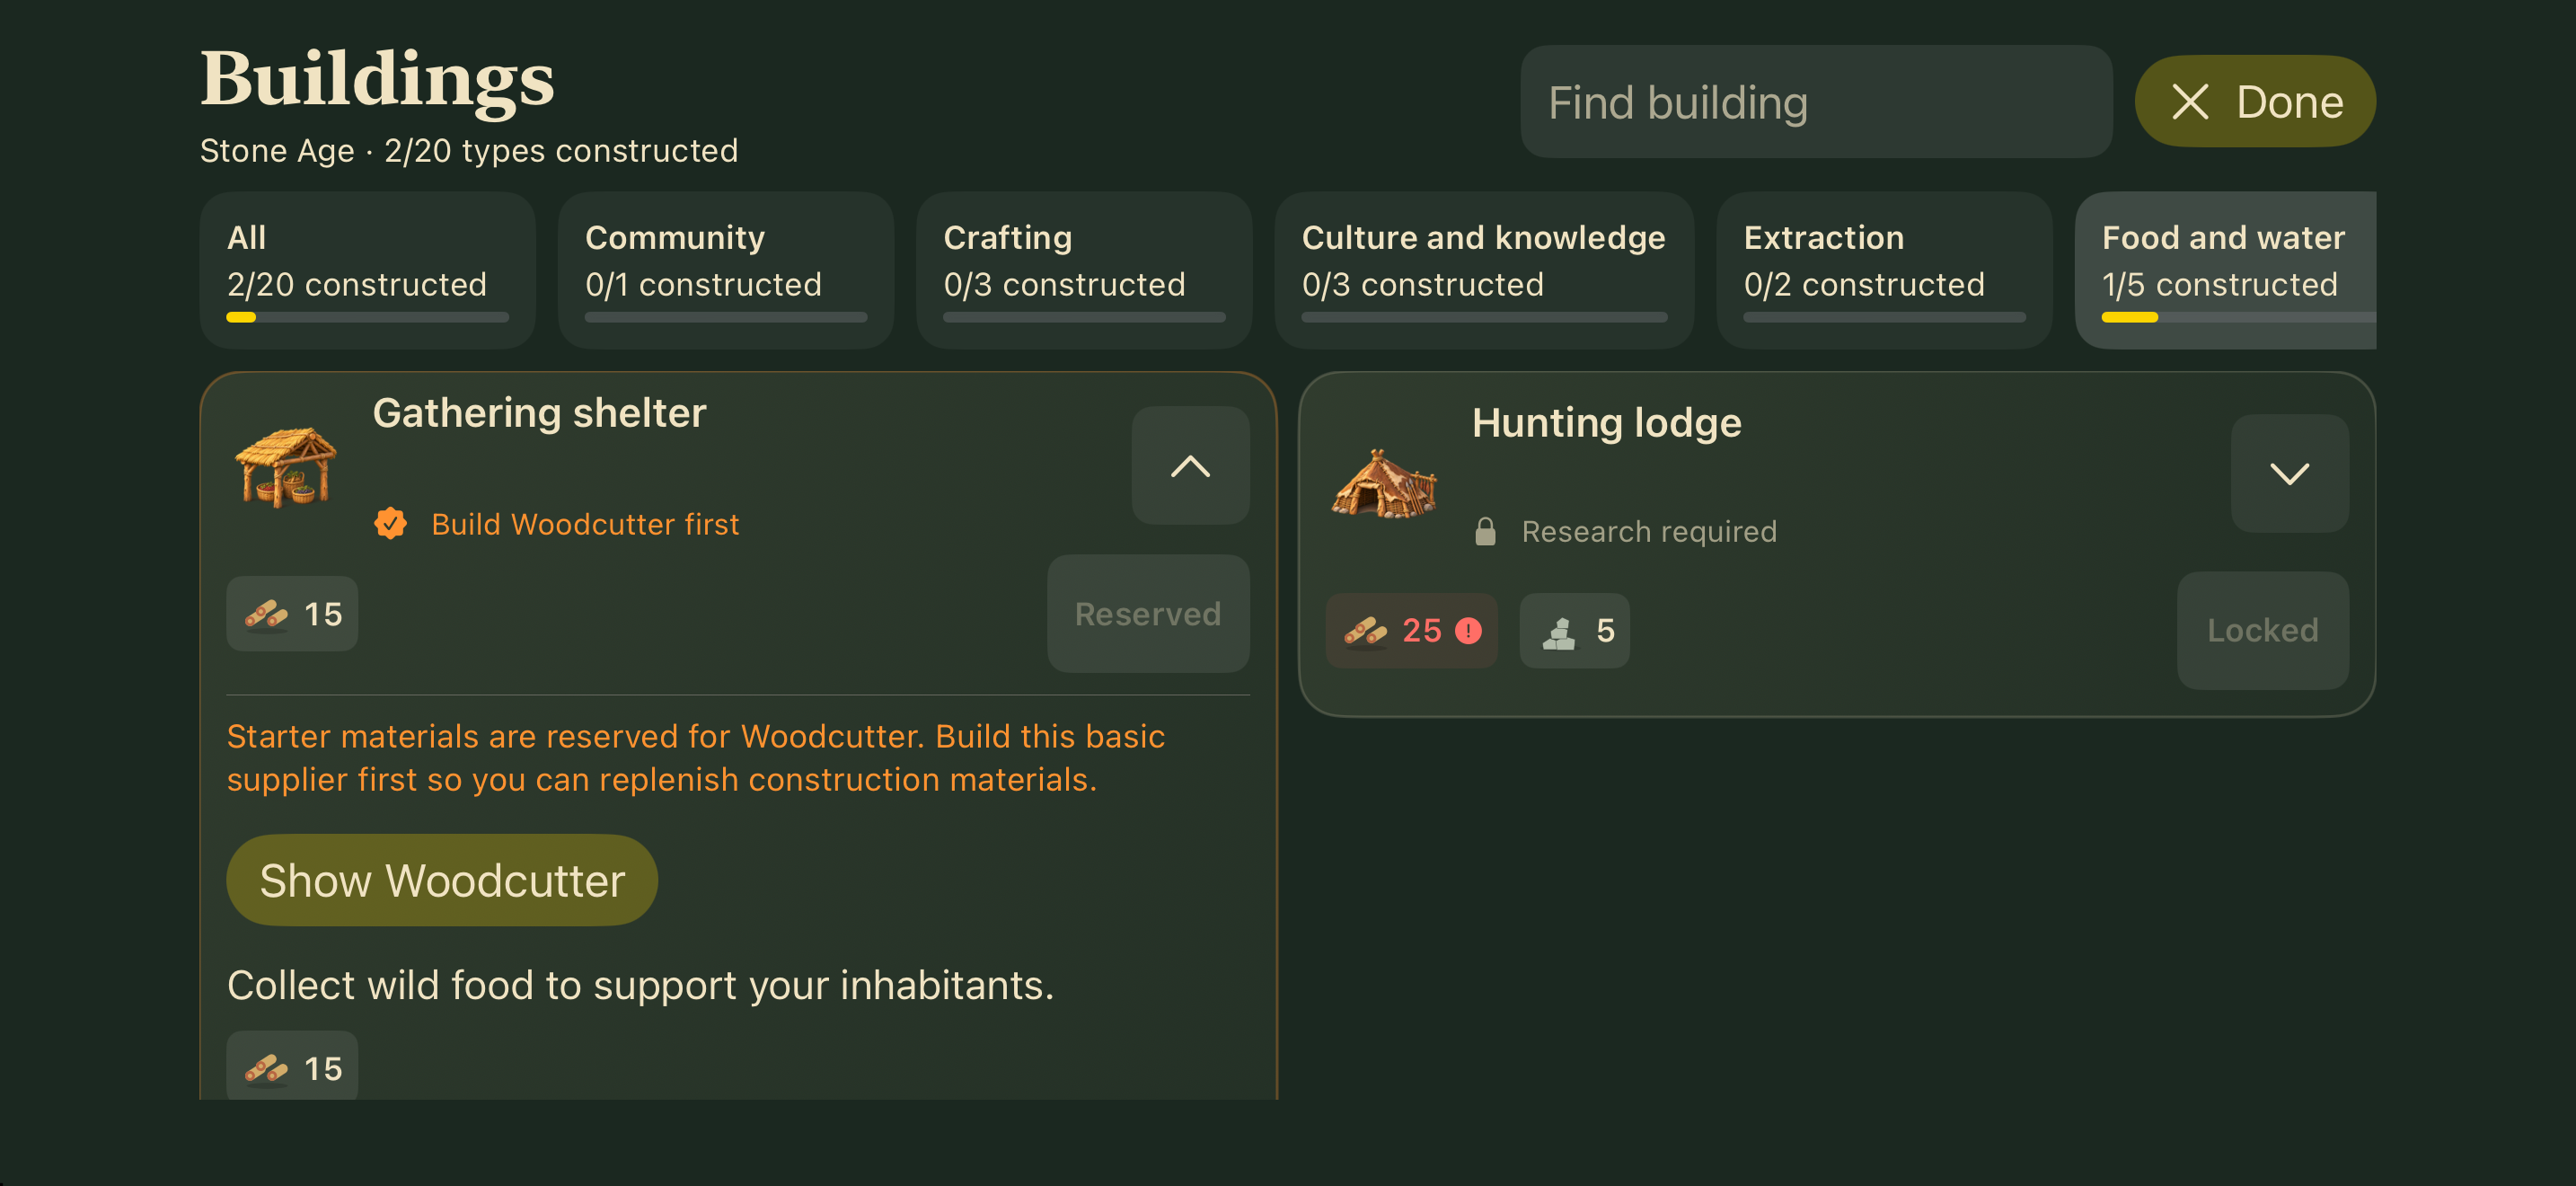 Buildings
Stone Age · 2/20 types constructed
Find building
Done
All
2/20 constructed
Community
0/1 constructed
Crafting
0/3 constructed
Culture and knowledge
0/3 constructed
Extraction
0/2 constructed
Food and water
1/5 constructed
Gathering shelter
Build Woodcutter first
15
Reserved
Starter materials are reserved for Woodcutter. Build this basic
supplier first so you can replenish construction materials.
Show Woodcutter
Collect wild food to support your inhabitants.
15
Hunting lodge
Research required
25
5
Locked